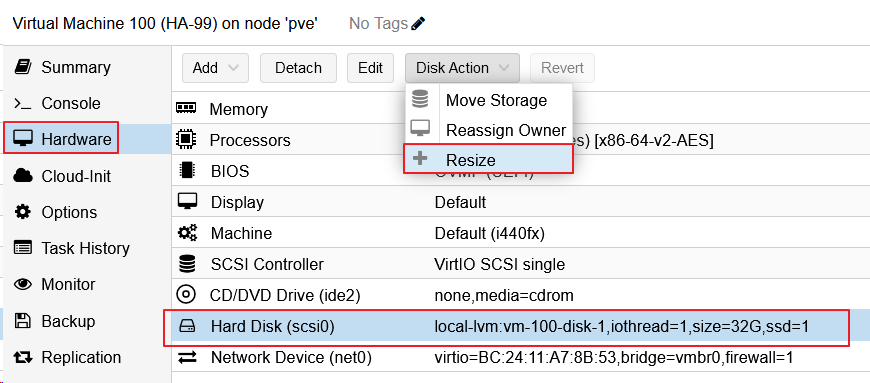 Virtual Machine 100 (HA-99) on node 'pve' No Tags
Summary
Console
Hardware
Cloud-Init
Options
Task History
Monitor
Backup
Replication
Add Detach Edit Disk Action Revert
Move Storage
Reassign Owner
Resize
Memory
Processors [x86-64-v2-AES]
BIOS
Display Default
Machine Default (i440fx)
SCSI Controller VirtIO SCSI single
CD/DVD Drive (ide2) none,media=cdrom
Hard Disk (scsi0) local-lvm:vm-100-disk-1,iothread=1,size=32G,ssd=1
Network Device (net0) virtio=BC:24:11:A7:8B:53,bridge=vmbr0,firewall=1